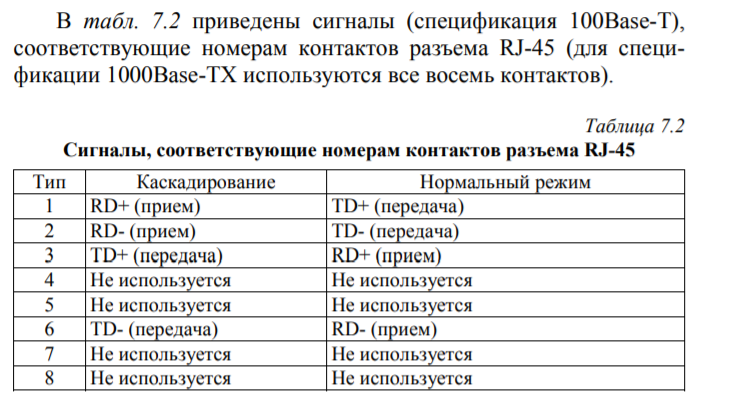 В табл. 7.2 приведены сигналы (спецификация 100Base-T),
соответствующие номерам контактов разъема RJ-45 (для специ-
фикации 1000Base-TX используются все восемь контактов).
Таблица 7.2
Сигналы, соответствующие номерам контактов разъема RJ-45
Тип Каскадирование Нормальный режим
1 RD+ (прием) TD+ (передача)
2 RD- (прием) TD- (передача)
3 TD+ (передача) RD+ (прием)
4 Не используется Не используется
5 Не используется Не используется
6 TD- (передача) RD- (прием)
7 Не используется Не используется
8 Не используется Не используется